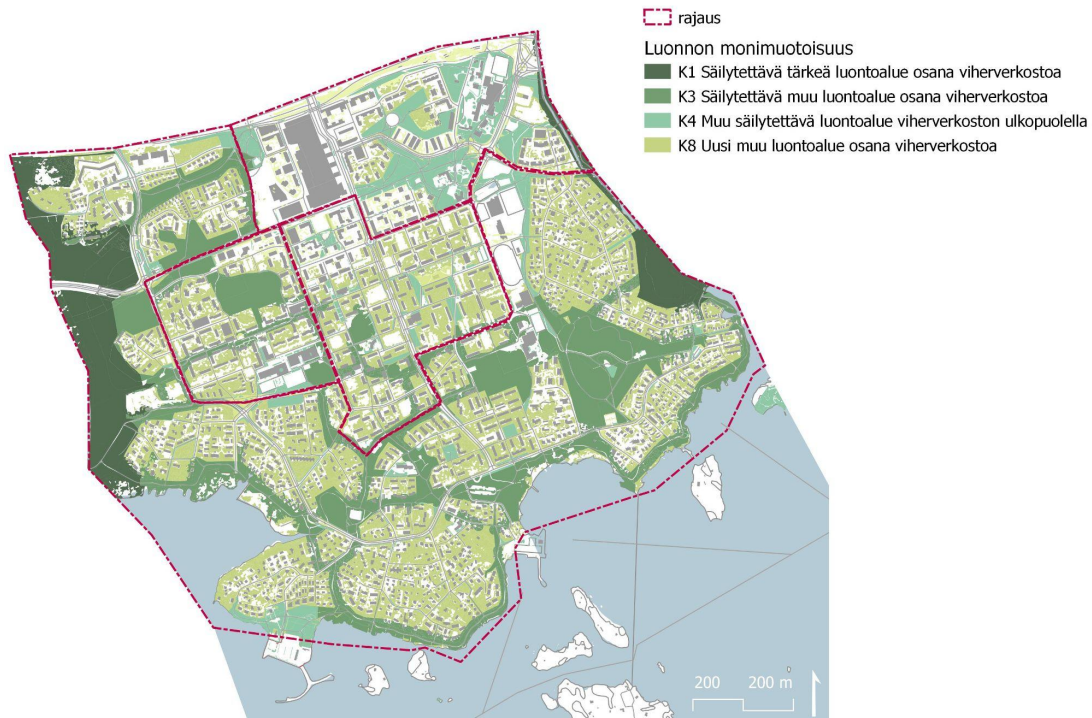 rajaus
Luonnon monimuotoisuus
K1 Säilytettävä tärkeä luontoalue osana viherverkostoa
K3 Säilytettävä muu luontoalue osana viherverkostoa
K4 Muu säilytettävä luontoalue viherverkoston ulkopuolella
K8 Uusi muu luontoalue osana viherverkostoa
200 200 m